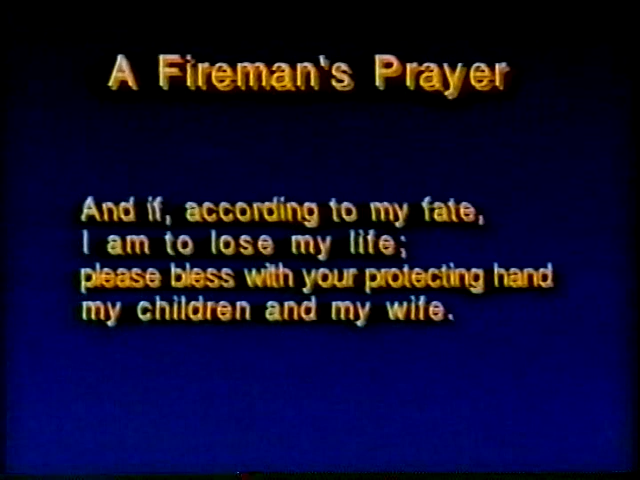 A Fireman's Prayer
And if, according to my fate,
I am to lose my life;
please bless with your protecting hand
my children and my wife.